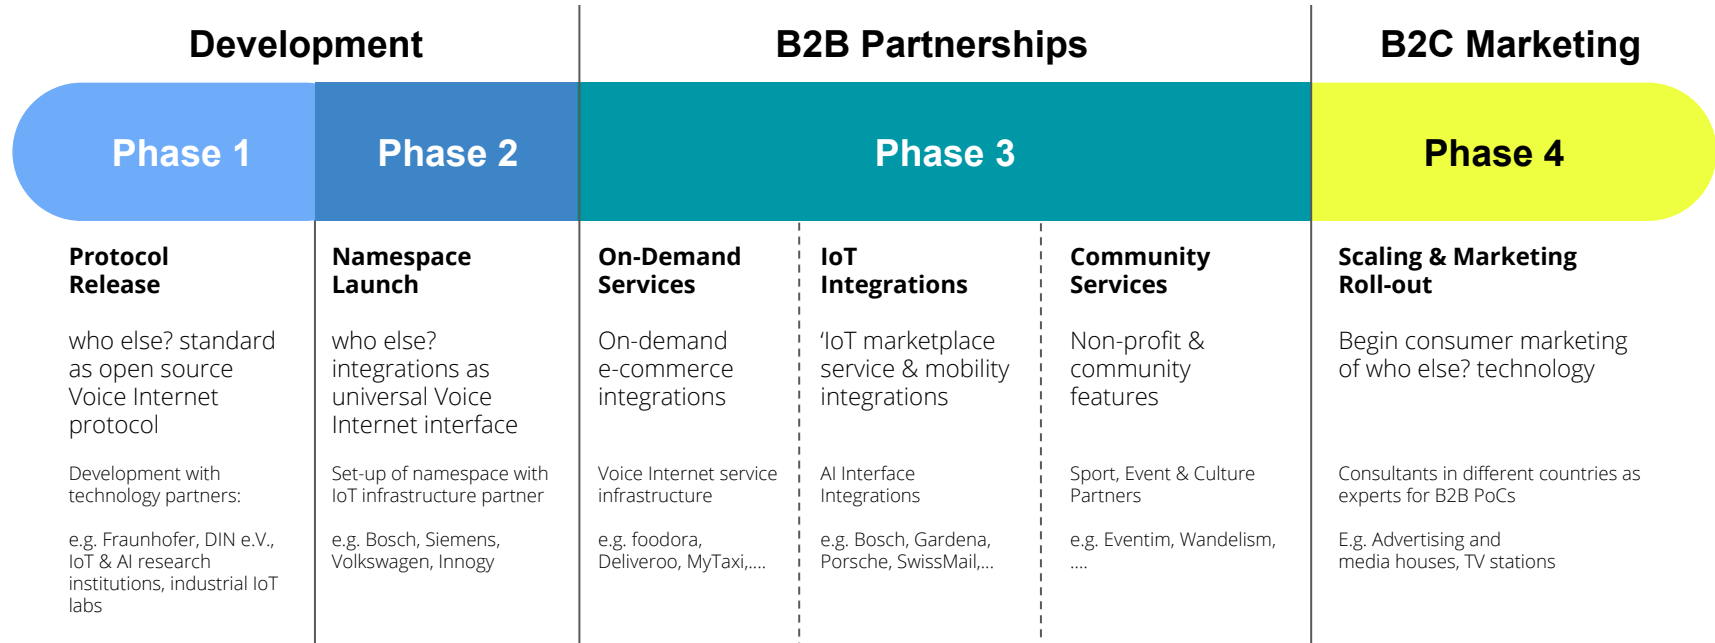 Development
B2B Partnerships
B2C Marketing
Phase 1
Phase 2
Phase 3
Phase 4
Protocol
Release
who else? standard
as open source
Voice Internet
protocol
Development with
technology partners:
e.g. Fraunhofer, DIN e.V.,
IoT & AI research
institutions, industrial IoT
labs
Namespace
Launch
who else?
integrations as
universal Voice
Internet interface
Set-up of namespace with
IoT infrastructure partner
e.g. Bosch, Siemens,
Volkswagen, Innogy
On-Demand
Services
On-demand
e-commerce
integrations
Voice Internet service
infrastructure
e.g. foodora,
Deliveroo, MyTaxi,....
IoT
Integrations
‘IoT marketplace
service & mobility
integrations
AI Interface
Integrations
e.g. Bosch, Gardena,
Porsche, SwissMail,...
Community
Services
Non-profit &
community
features
Sport, Event & Culture
Partners
e.g. Eventim, Wandelism,
....
Scaling & Marketing
Roll-out
Begin consumer marketing
of who else? technology
Consultants in different countries as
experts for B2B PoCs
E.g. Advertising and
media houses, TV stations